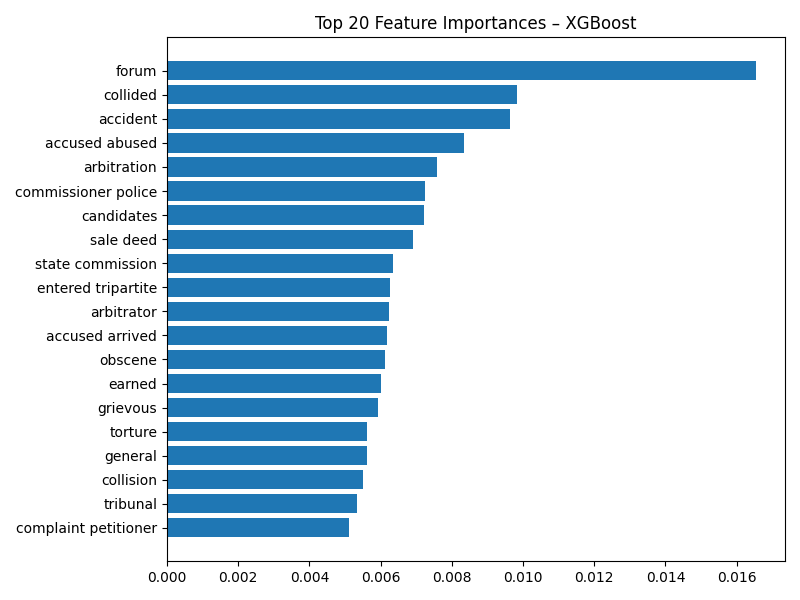 Top 20 Feature Importances – XGBoost
forum
collided
accident
accused abused
arbitration
commissioner police
candidates
sale deed
state commission
entered tripartite
arbitrator
accused arrived
obscene
earned
grievous
torture
general
collision
tribunal
complaint petitioner
0.000 0.002 0.004 0.006 0.008 0.010 0.012 0.014 0.016